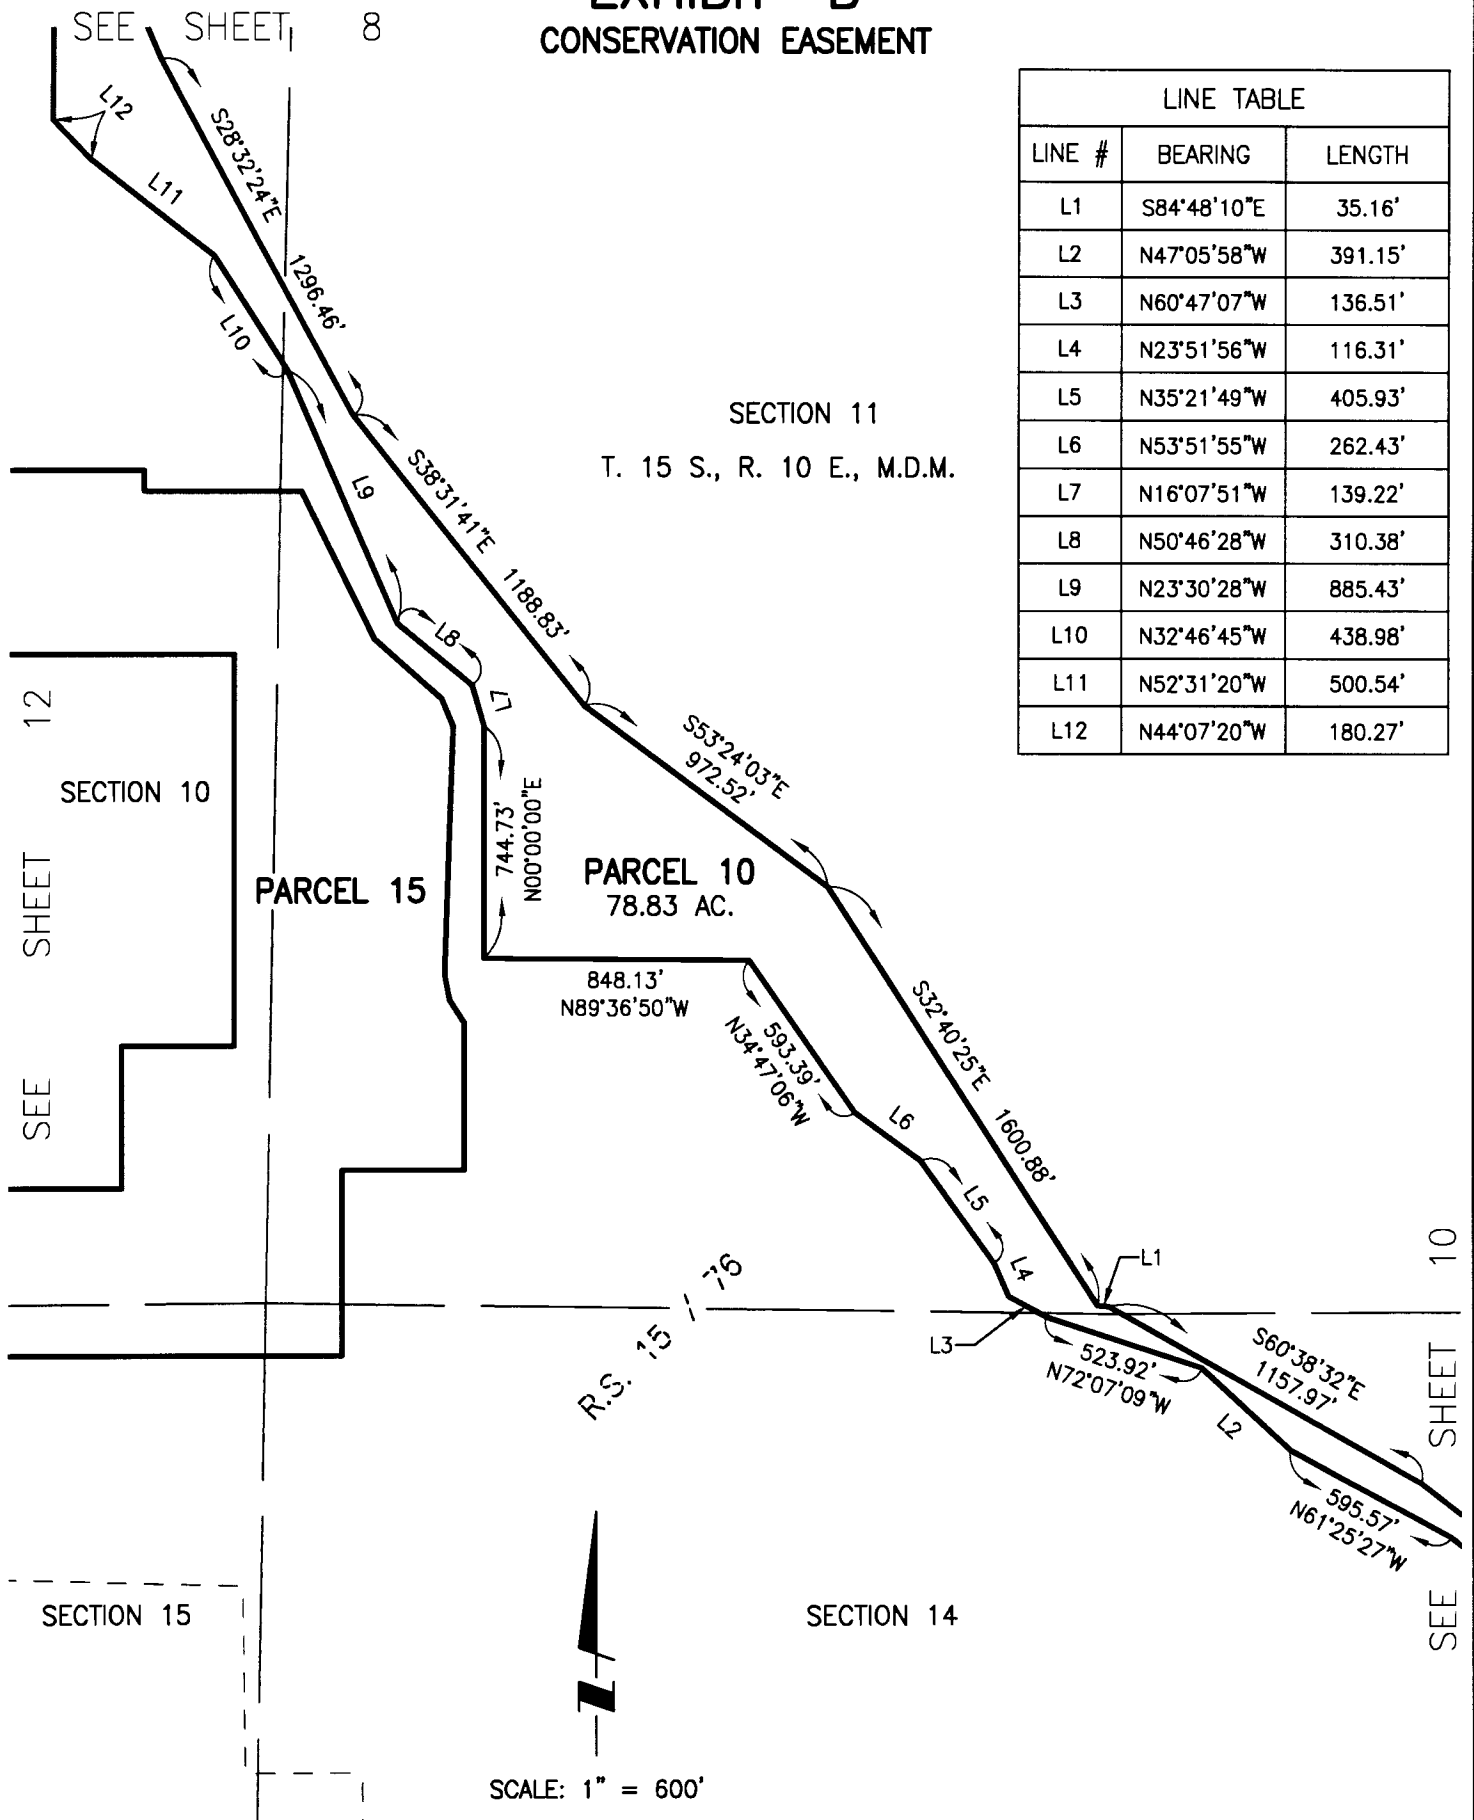 CONSERVATION EASEMENT
SEE SHEET 8
LINE TABLE
LINE # BEARING LENGTH
L1 S84°48'10"E 35.16'
L2 N47°05'58"W 391.15'
L3 N60°47'07"W 136.51'
L4 N23°51'56"W 116.31'
L5 N35°21'49"W 405.93'
L6 N53°51'55"W 262.43'
L7 N16°07'51"W 139.22'
L8 N50°46'28"W 310.38'
L9 N23°30'28"W 885.43'
L10 N32°46'45"W 438.98'
L11 N52°31'20"W 500.54'
L12 N44°07'20"W 180.27'
L12
L11
L10
S28°32'24"E 1296.46'
SECTION 11
T. 15 S., R. 10 E., M.D.M.
L9
S38°31'41"E 1188.83'
L8
L7
S53°24'03"E
972.52'
SEE SHEET 12
SECTION 10
PARCEL 15
744.73'
N00°00'00"E
PARCEL 10
78.83 AC.
848.13'
N89°36'50"W
593.39'
N34°47'06"W
S32°40'25"E 1600.88'
L6
L5
L4
L1
L3
R.S. 15 / 76
523.92'
N72°07'09"W
S60°38'32"E
1157.97'
L2
595.57'
N61°25'27"W
SEE SHEET 10
SECTION 15
SECTION 14
SCALE: 1" = 600'